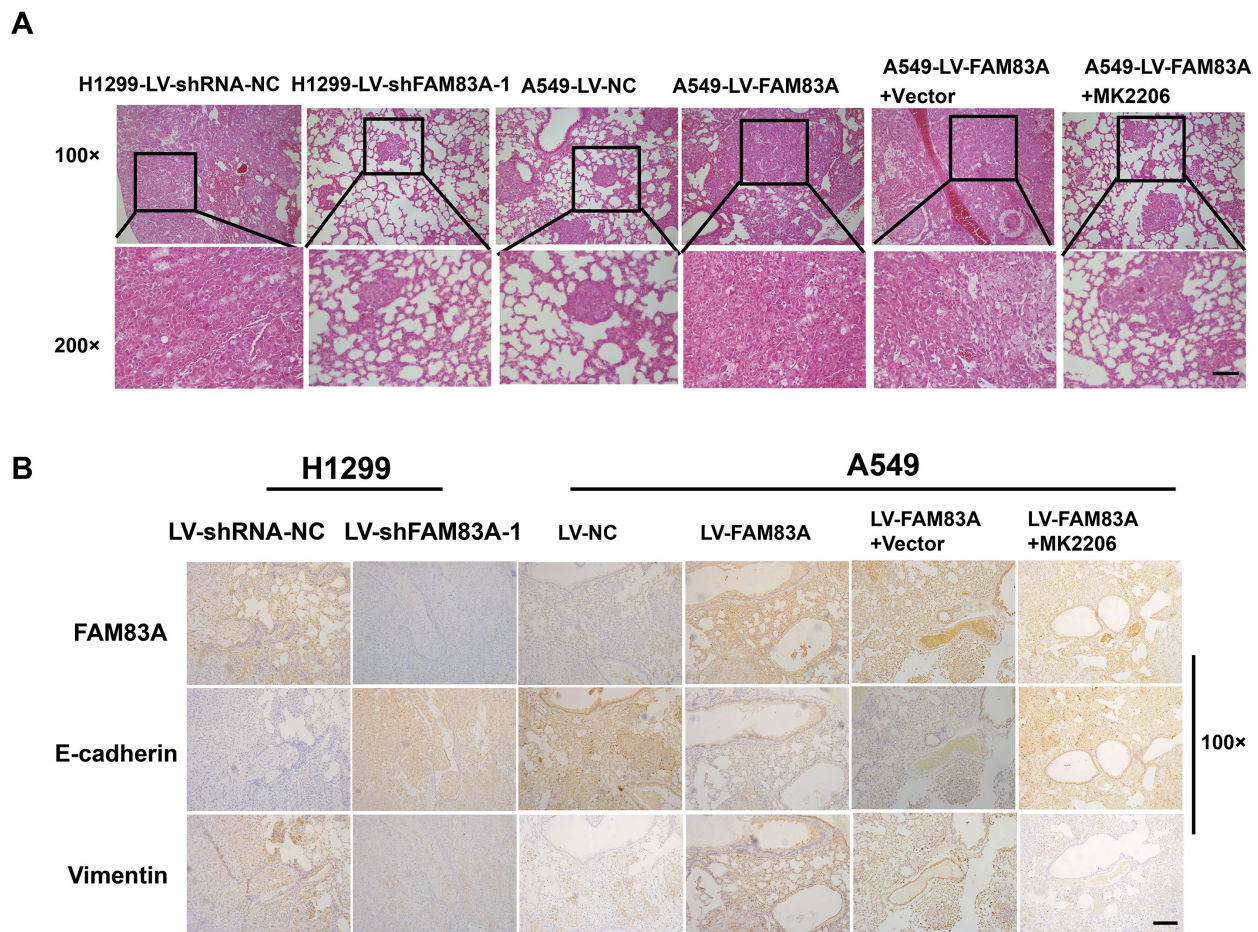 A
H1299-LV-shRNA-NC
H1299-LV-shFAM83A-1
A549-LV-NC
A549-LV-FAM83A
A549-LV-FAM83A
+Vector
A549-LV-FAM83A
+MK2206
100×
200×
B
H1299
A549
LV-shRNA-NC
LV-shFAM83A-1
LV-NC
LV-FAM83A
LV-FAM83A
+Vector
LV-FAM83A
+MK2206
FAM83A
E-cadherin
Vimentin
100×